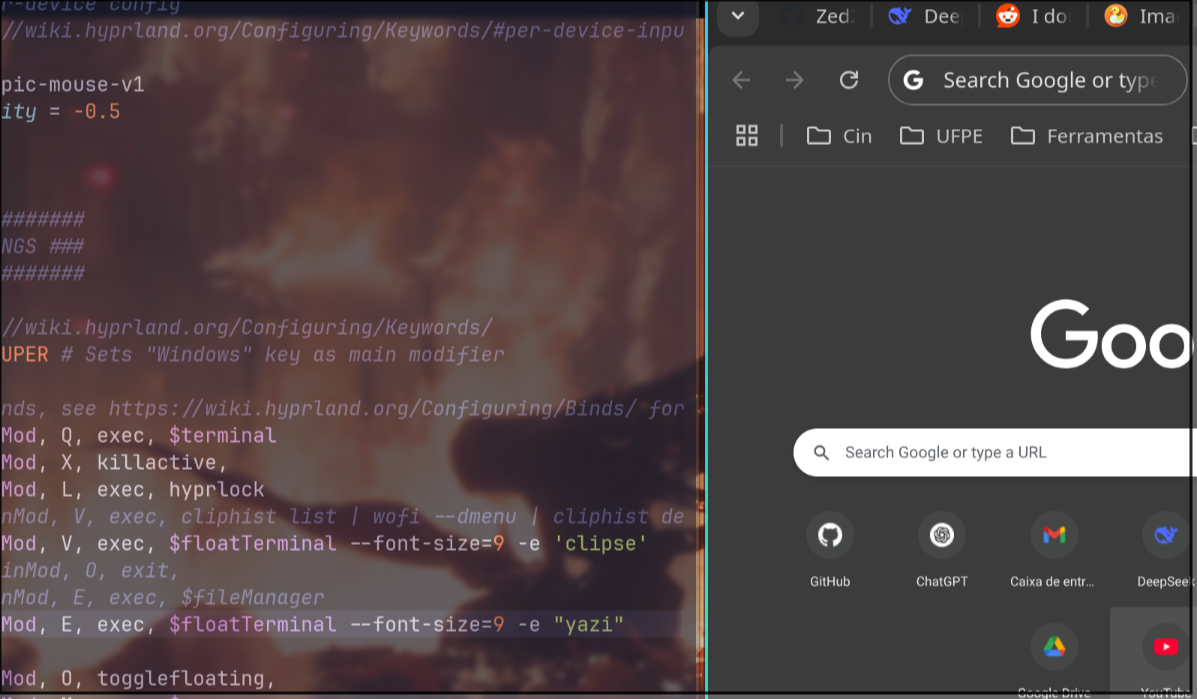 r-device config
//wiki.hyprland.org/Configuring/Keywords/#per-device-inpu
pic-mouse-v1
ity = -0.5
#######
NGS ###
#######
//wiki.hyprland.org/Configuring/Keywords/
UPER # Sets "Windows" key as main modifier
nds, see https://wiki.hyprland.org/Configuring/Binds/ for
Mod, Q, exec, $terminal
Mod, X, killactive,
Mod, L, exec, hyprlock
nMod, V, exec, cliphist list | wofi --dmenu | cliphist de
Mod, V, exec, $floatTerminal --font-size=9 -e 'clipse'
inMod, O, exit,
nMod, E, exec, $fileManager
Mod, E, exec, $floatTerminal --font-size=9 -e "yazi"
Mod, O, togglefloating,
Zed Dee I do Ima
Search Google or type
Cin UFPE Ferramentas
Goo
Search Google or type a URL
GitHub ChatGPT Caixa de entr... DeepSeek
Google Drive YouTube